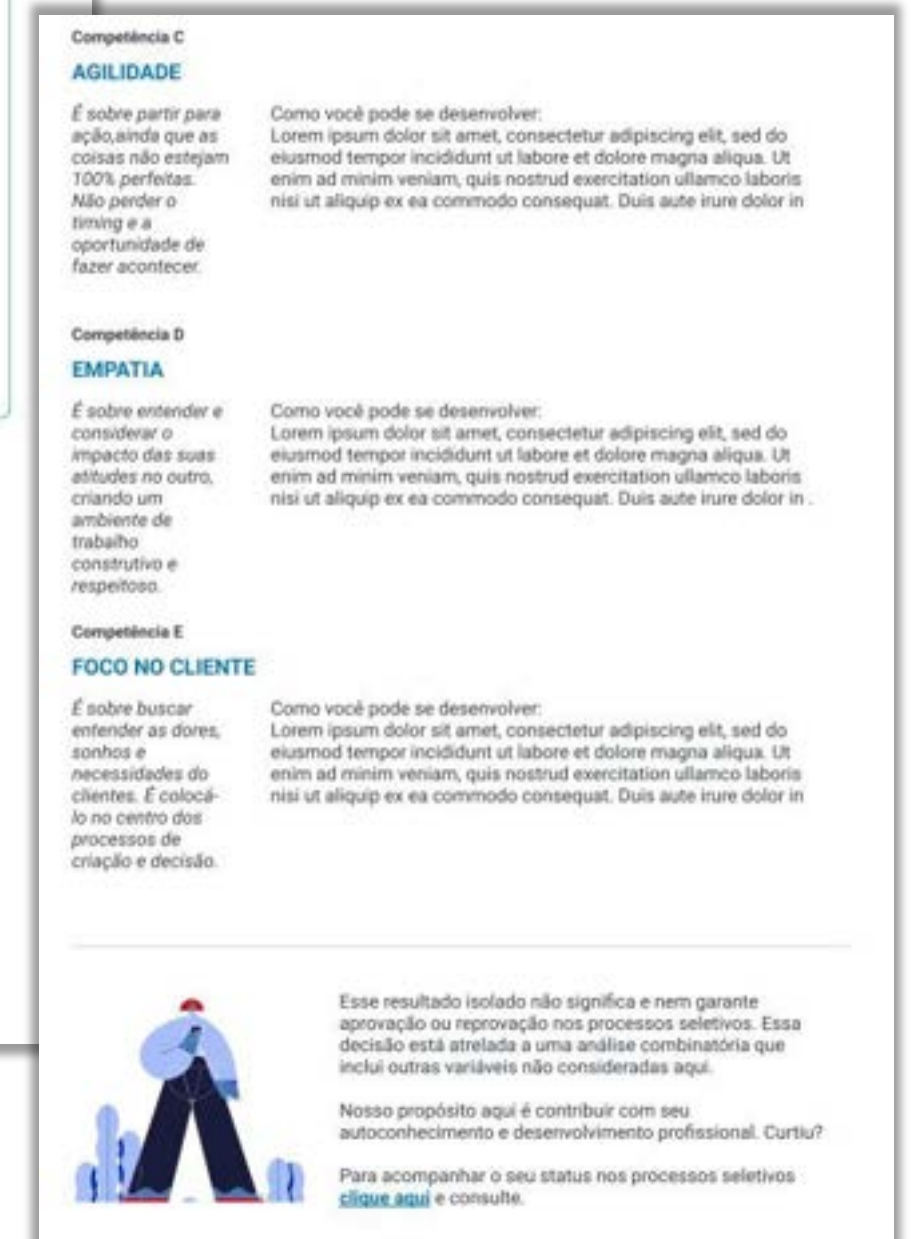 Competência C
AGILIDADE
É sobre partir para
ação,ainda que as
coisas não estejam
100% perfeitas.
Não perder o
timing e a
oportunidade de
fazer acontecer.
Como você pode se desenvolver:
Lorem ipsum dolor sit amet, consectetur adipiscing elit, sed do
eiusmod tempor incididunt ut labore et dolore magna aliqua. Ut
enim ad minim veniam, quis nostrud exercitation ullamco laboris
nisi ut aliquip ex ea commodo consequat. Duis aute irure dolor in
Competência D
EMPATIA
É sobre entender e
considerar o
impacto das suas
atitudes no outro,
criando um
ambiente de
trabalho
construtivo e
respeitoso.
Como você pode se desenvolver:
Lorem ipsum dolor sit amet, consectetur adipiscing elit, sed do
eiusmod tempor incididunt ut labore et dolore magna aliqua. Ut
enim ad minim veniam, quis nostrud exercitation ullamco laboris
nisi ut aliquip ex ea commodo consequat. Duis aute irure dolor in .
Competência E
FOCO NO CLIENTE
É sobre buscar
entender as dores,
sonhos e
necessidades do
clientes. É colocá-
lo no centro dos
processos de
criação e decisão.
Como você pode se desenvolver:
Lorem ipsum dolor sit amet, consectetur adipiscing elit, sed do
eiusmod tempor incididunt ut labore et dolore magna aliqua. Ut
enim ad minim veniam, quis nostrud exercitation ullamco laboris
nisi ut aliquip ex ea commodo consequat. Duis aute irure dolor in
Esse resultado isolado não significa e nem garante
aprovação ou reprovação nos processos seletivos. Essa
decisão está atrelada a uma análise combinatória que
inclui outras variáveis não consideradas aqui.
Nosso propósito aqui é contribuir com seu
autoconhecimento e desenvolvimento profissional. Curtiu?
Para acompanhar o seu status nos processos seletivos
clique aqui e consulte.